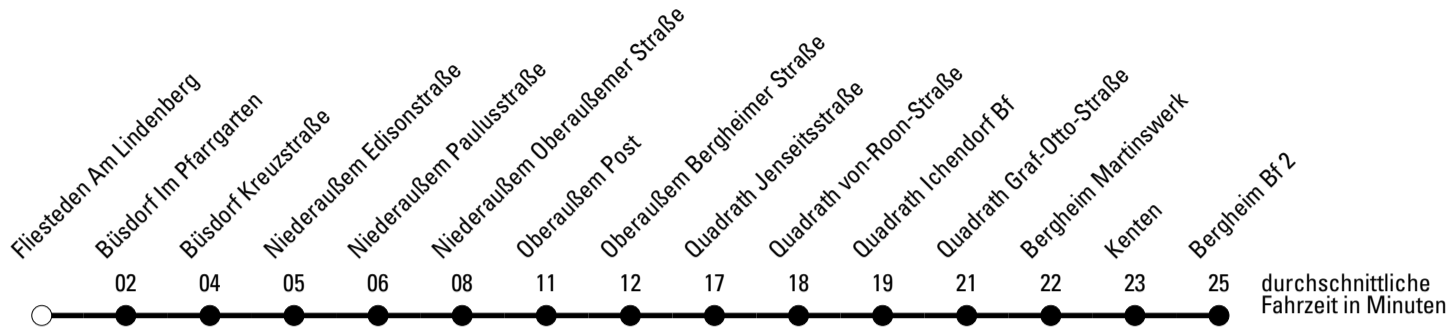 Fliesteden Am Lindenberg
Büsdorf Im Pfarrgarten
Büsdorf Kreuzstraße
Niederaußem Edisonstraße
Niederaußem Paulusstraße
Niederaußem Oberaußemer Straße
Oberaußem Post
Oberaußem Bergheimer Straße
Quadrath Jenseitsstraße
Quadrath von-Roon-Straße
Quadrath Ichendorf Bf
Quadrath Graf-Otto-Straße
Bergheim Martinswerk
Kenten
Bergheim Bf 2
02 04 05 06 08 11 12 17 18 19 21 22 23 25
durchschnittliche
Fahrzeit in Minuten